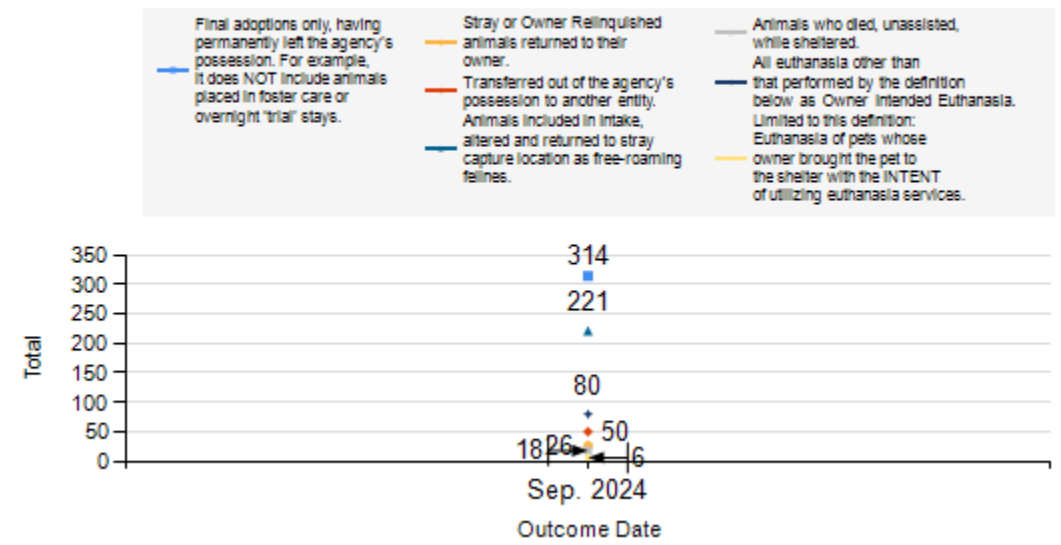 Final adoptions only, having
permanently left the agency's
possession. For example,
it does NOT include animals
placed in foster care or
overnight "trial" stays.
Stray or Owner Relinquished
animals returned to their
owner.
Transferred out of the agency's
possession to another entity.
Animals included in intake,
altered and returned to stray
capture location as free-roaming
felines.
Animals who died, unassisted,
while sheltered.
All euthanasia other than
that performed by the definition
below as Owner Intended Euthanasia.
Limited to this definition:
Euthanasia of pets whose
owner brought the pet to
the shelter with the INTENT
of utilizing euthanasia services.
350
300
250
200
150
100
50
0
Total
314
221
80
50
26
18
6
Sep. 2024
Outcome Date